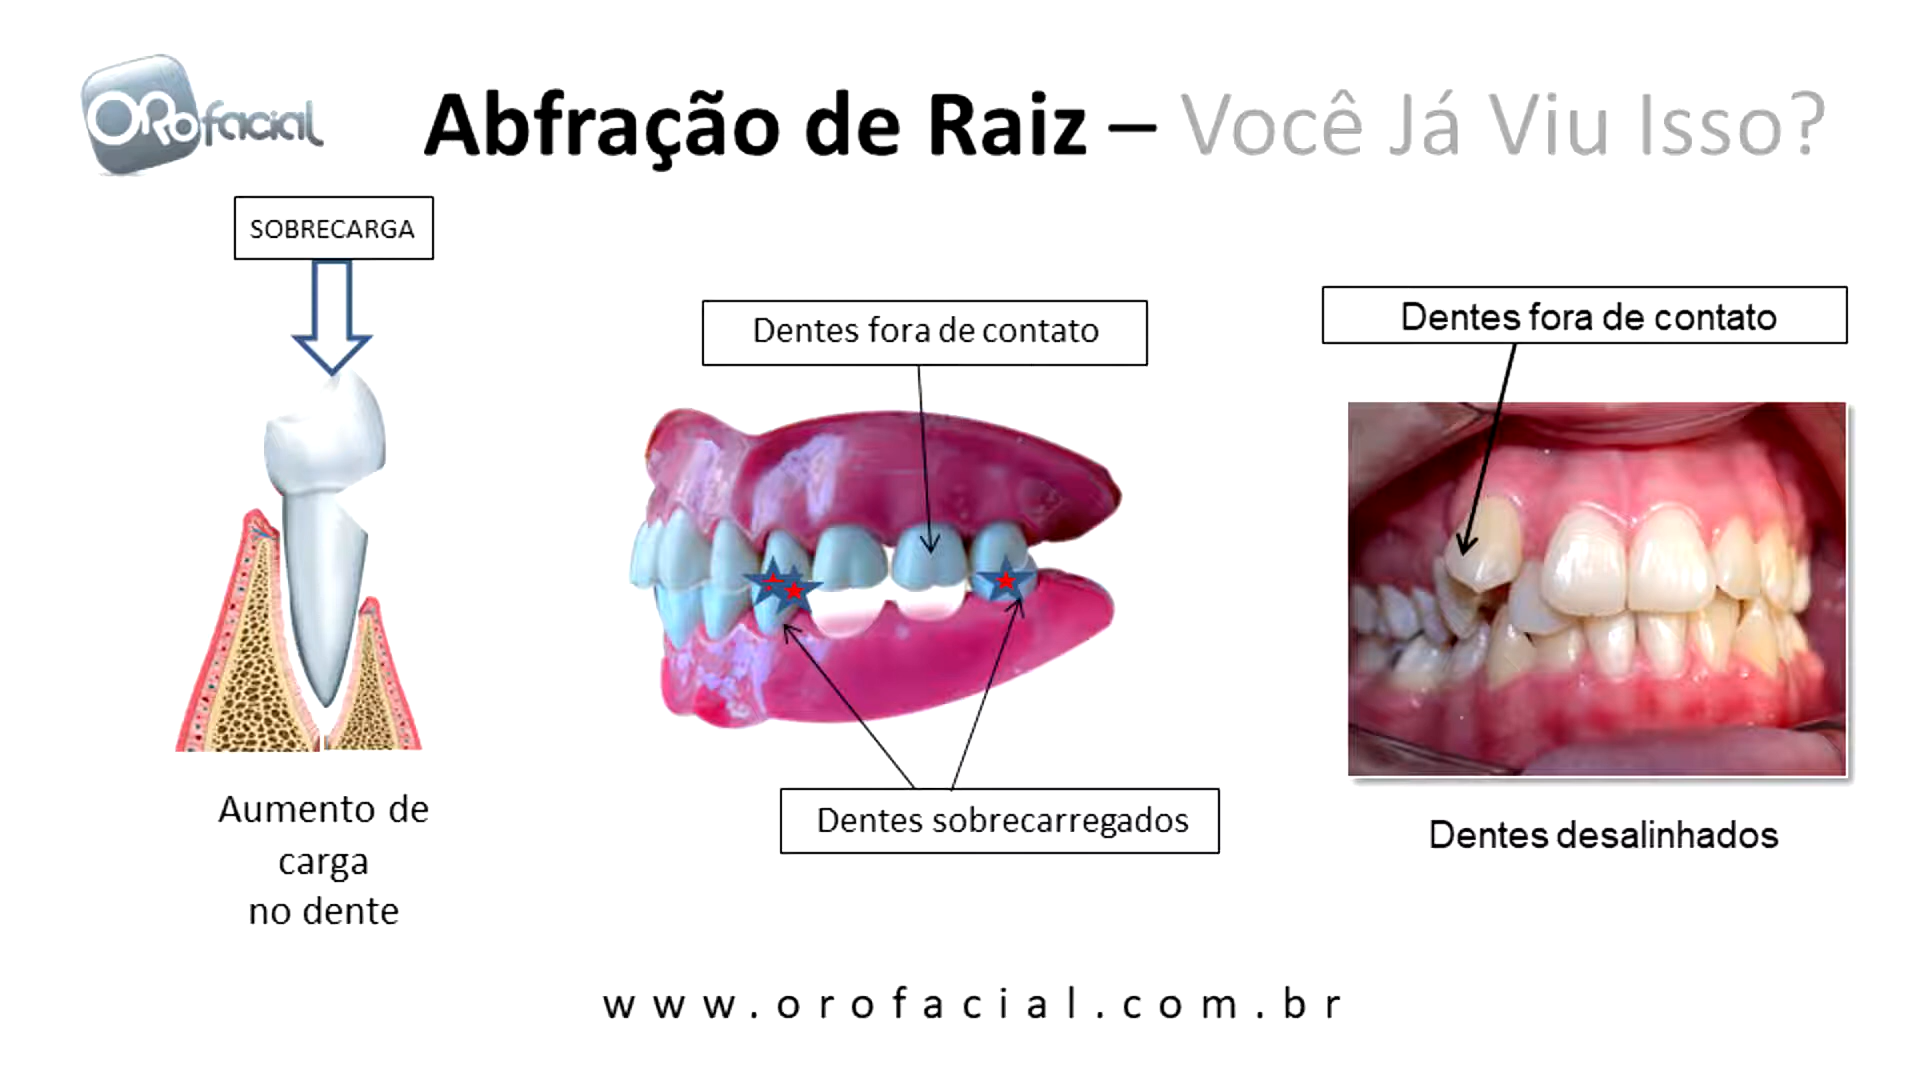 ORofacial
Abfração de Raiz – Você Já Viu Isso?
SOBRECARGA
Dentes fora de contato
Dentes fora de contato
Dentes sobrecarregados
Aumento de
carga
no dente
Dentes desalinhados
www.orofacial.com.br